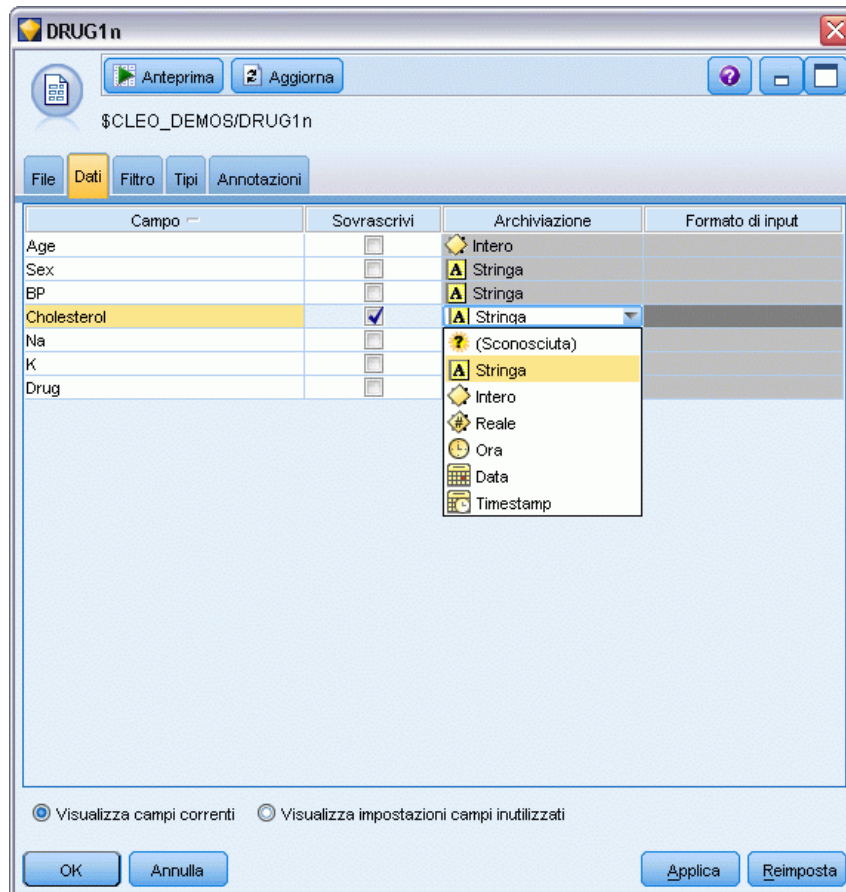 DRUG1n
Anteprima Aggiorna
$CLEO_DEMOS/DRUG1n
File Dati Filtro Tipi Annotazioni
Campo Sovrascrivi Archiviazione Formato di input
Age Intero
Sex Stringa
BP Stringa
Cholesterol Stringa
Na (Sconosciuta)
K Stringa
Drug Intero
Reale
Ora
Data
Timestamp
Visualizza campi correnti Visualizza impostazioni campi inutilizzati
OK Annulla Applica Reimposta